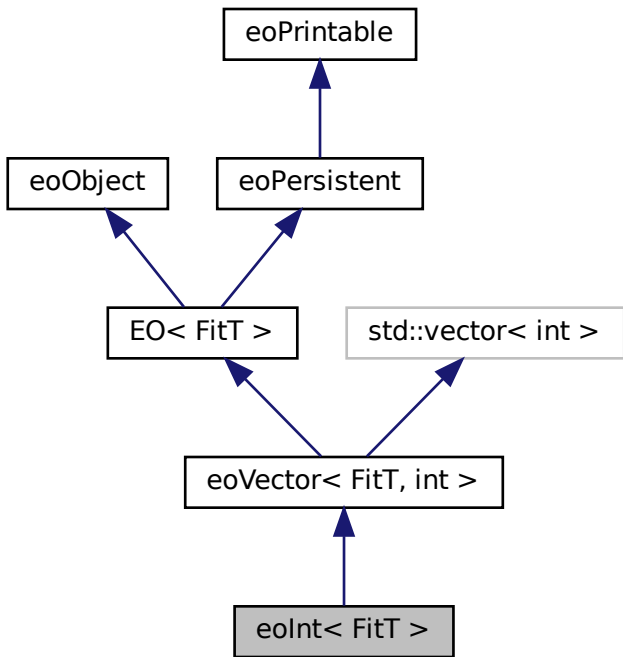 eoPrintable
eoObject
eoPersistent
EO< FitT >
std::vector< int >
eoVector< FitT, int >
eoInt< FitT >